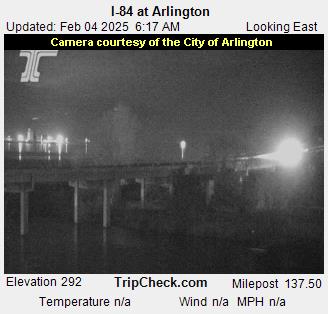 I-84 at Arlington
Updated: Feb 04 2025 6:17 AM Looking East
Camera courtesy of the City of Arlington
Elevation 292 TripCheck.com Milepost 137.50
Temperature n/a Wind n/a MPH n/a